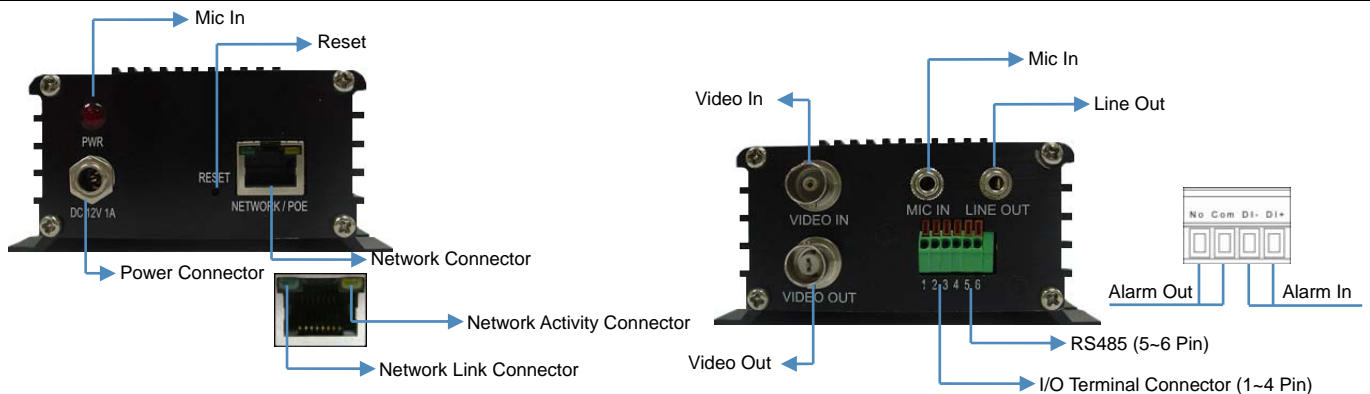 Mic In
Reset
PWR
RESET
DC 12V 1A
NETWORK / POE
Power Connector
Network Connector
Network Activity Connector
Network Link Connector
Mic In
Video In
Line Out
VIDEO IN
MIC IN LINE OUT
VIDEO OUT
1 2 3 4 5 6
No Com DI- DI+
Alarm Out
Alarm In
RS485 (5~6 Pin)
Video Out
I/O Terminal Connector (1~4 Pin)